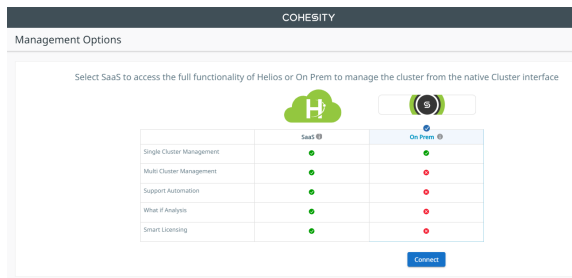 COHESITY
Management Options
Select SaaS to access the full functionality of Helios or On Prem to manage the cluster from the native Cluster interface
H
S
SaaS
On Prem
Single Cluster Management
Multi Cluster Management
Support Automation
What if Analysis
Smart Licensing
Connect